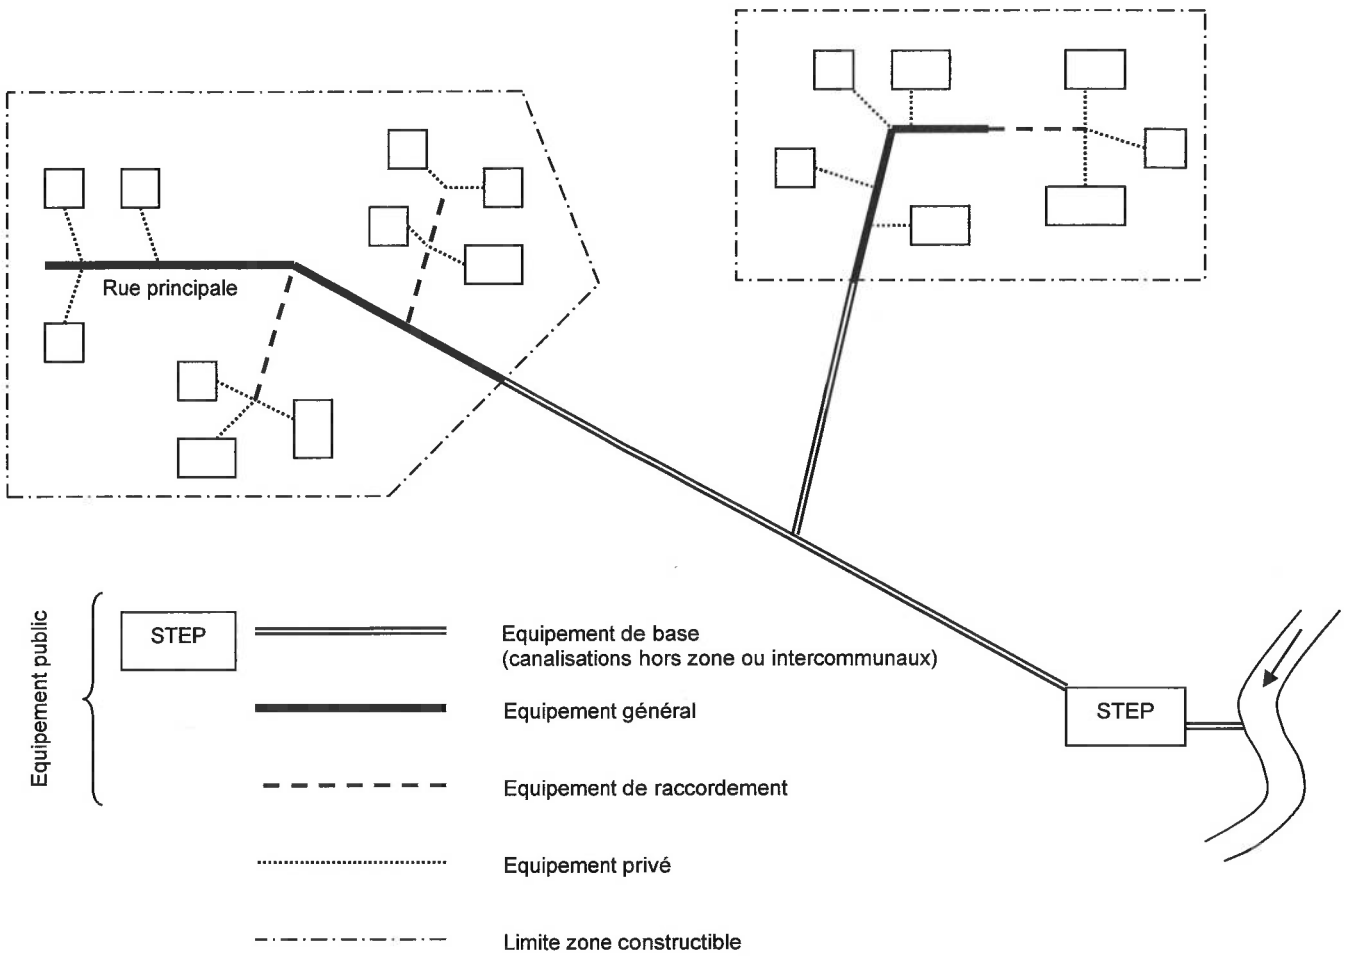 Rue principale
Equipement public
STEP
Equipement de base
(canalisations hors zone ou intercommunaux)
STEP
Equipement général
Equipement de raccordement
Equipement privé
Limite zone constructible